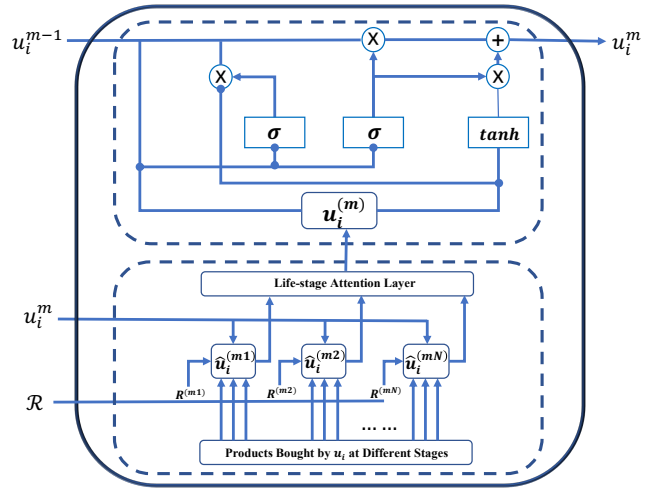 u_i^{m-1}
X
+
u_i^m
X
X
σ
σ
tanh
u_i^{(m)}
Life-stage Attention Layer
u_i^m
û_i^{(m1)}
û_i^{(m2)}
û_i^{(mN)}
R^{(m1)}
R^{(m2)}
R^{(mN)}
ℛ
... ...
Products Bought by u_i at Different Stages